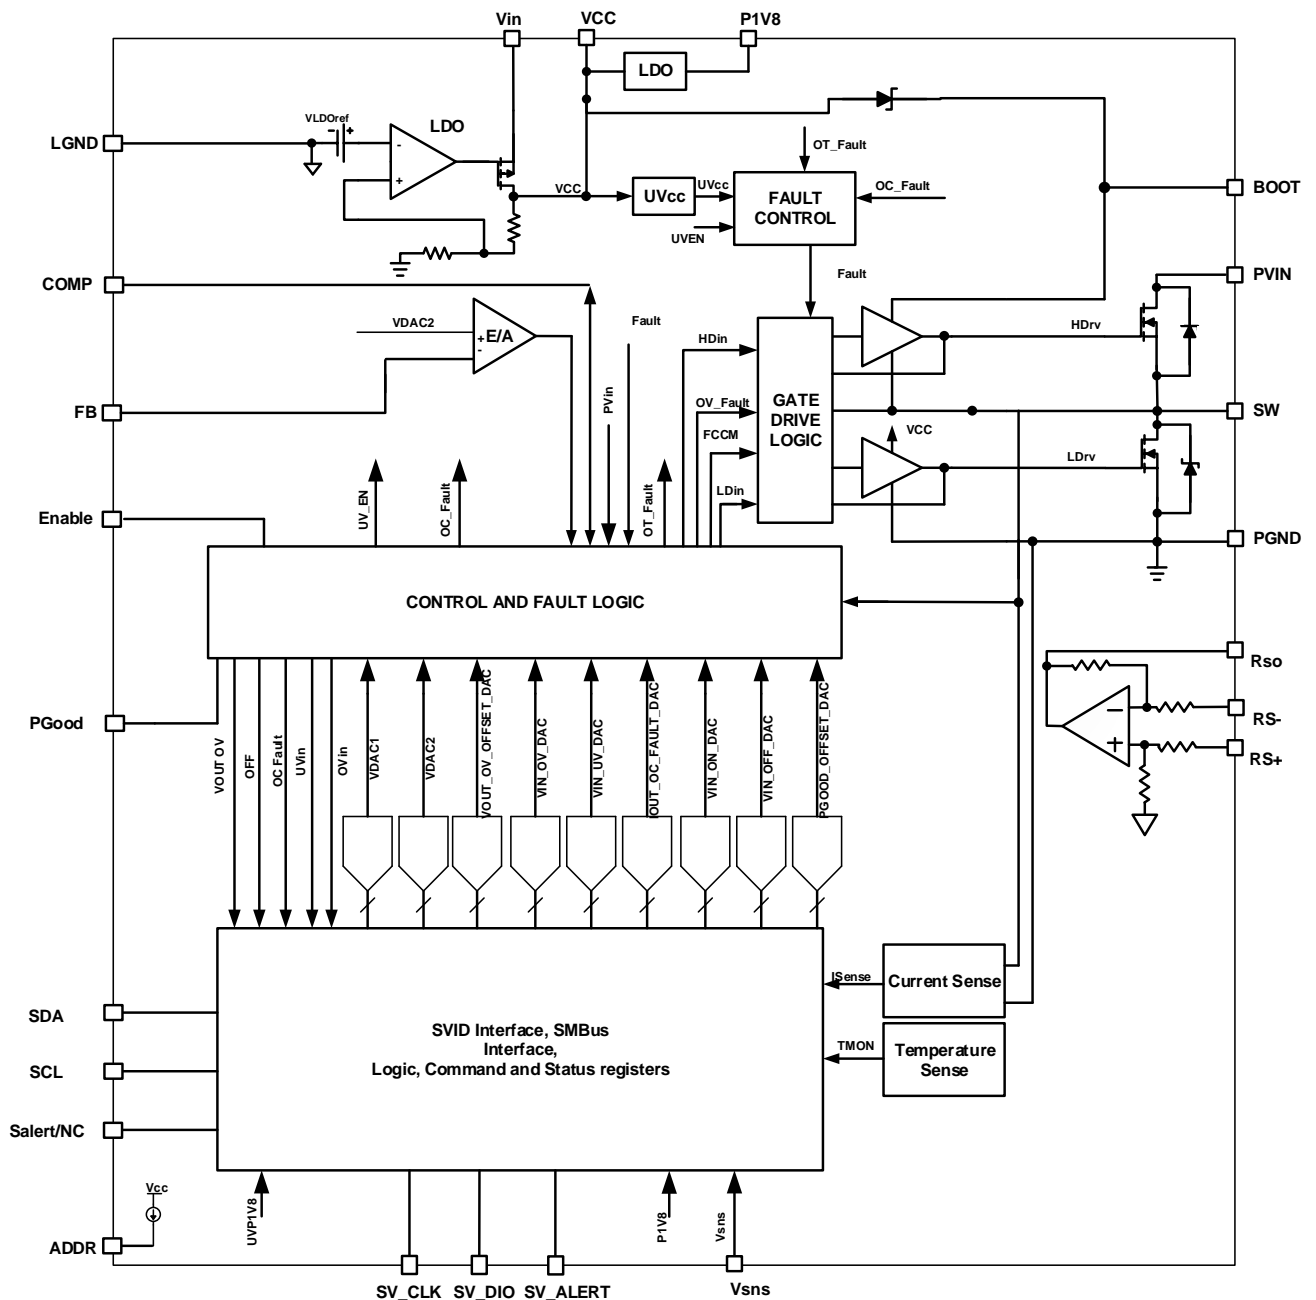 Vin
VCC
P1V8
LDO
VLDOref
- +
LDO
LGND
-
+
OT_Fault
VCC
UVcc
UVcc
FAULT
CONTROL
OC_Fault
BOOT
UVEN
COMP
Fault
PVIN
VDAC2
+
E/A
-
Fault
HDin
HDrv
PVin
FB
OV_Fault
GATE
DRIVE
LOGIC
SW
FCCM
VCC
LDin
LDrv
UV_EN
OC_Fault
OT_Fault
Enable
PGND
CONTROL AND FAULT LOGIC
Rso
PGood
RS-
RS+
VOUT OV
OFF
OC Fault
UVin
OVin
VDAC1
VDAC2
VOUT_OV_OFFSET_DAC
VIN_OV_DAC
VIN_UV_DAC
IOUT_OC_FAULT_DAC
VIN_ON_DAC
VIN_OFF_DAC
PGOOD_OFFSET_DAC
ISense
Current Sense
SDA
SVID Interface, SMBus
Interface,
Logic, Command and Status registers
TMON
Temperature
Sense
SCL
Salert/NC
Vcc
UVP1V8
P1V8
Vsns
ADDR
SV_CLK
SV_DIO
SV_ALERT
Vsns